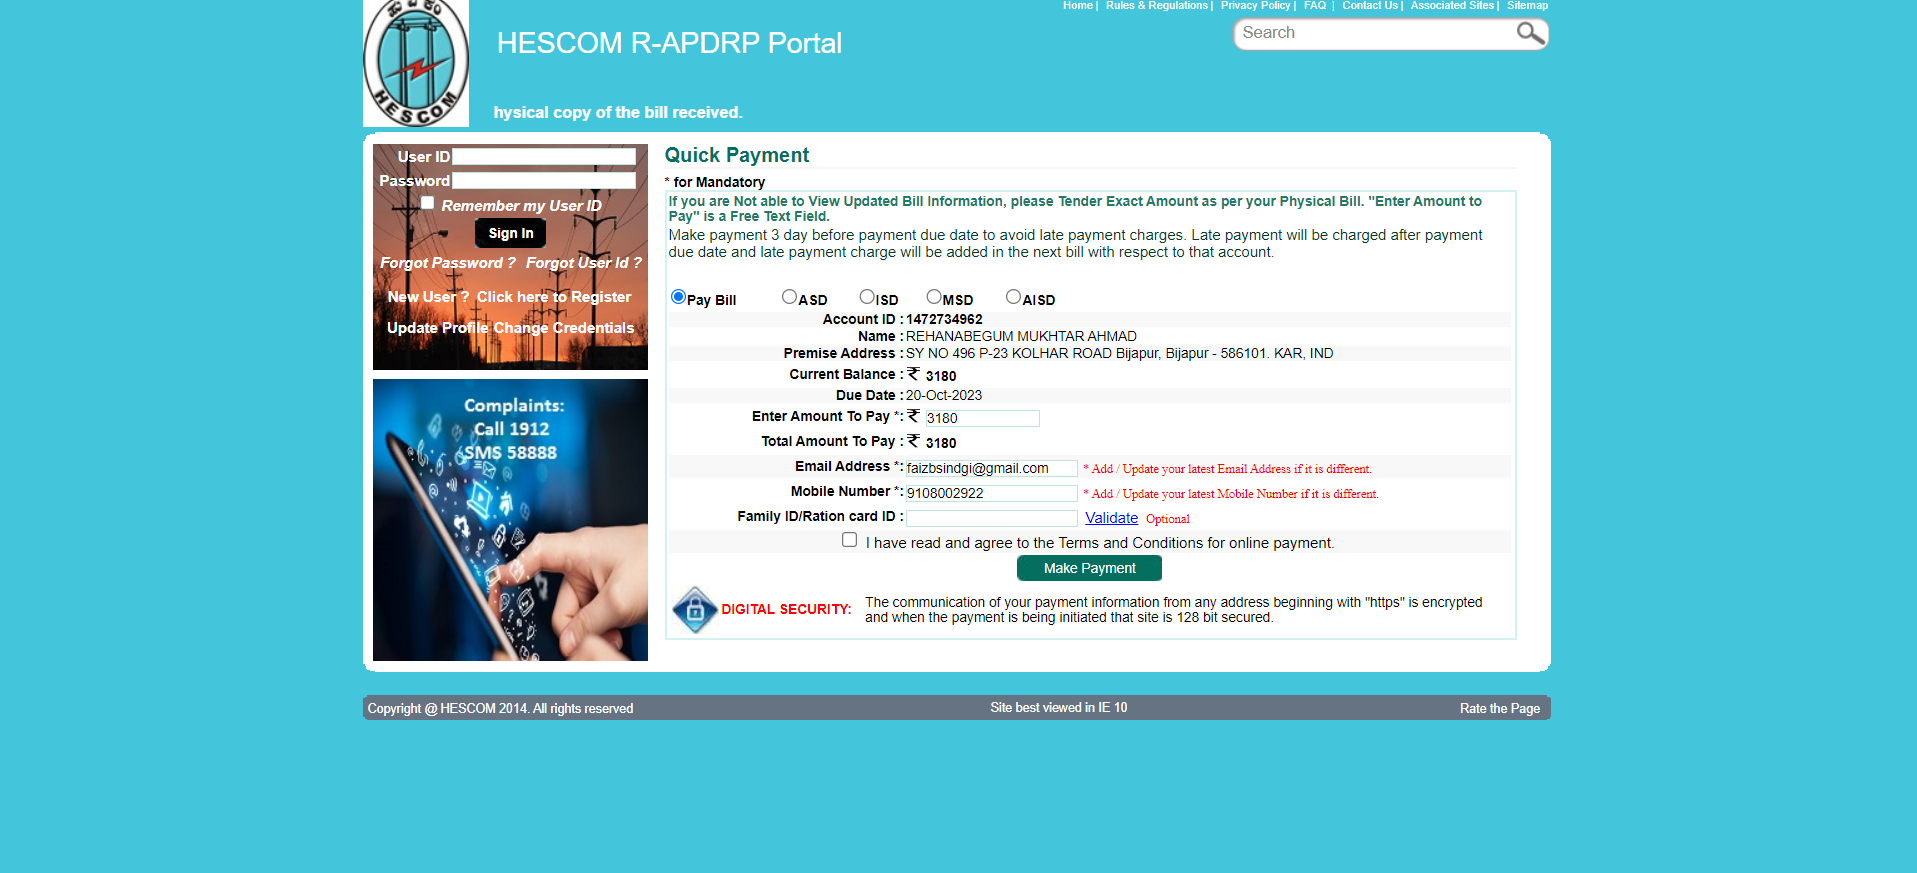 Home | Rules & Regulations | Privacy Policy | FAQ | Contact Us | Associated Sites | Sitemap
HESCOM
HESCOM R-APDRP Portal
Search
hysical copy of the bill received.
User ID
Password
Remember my User ID
Sign In
Forgot Password ? Forgot User Id ?
New User ? Click here to Register
Update Profile Change Credentials
Complaints:
Call 1912
SMS 58888
Quick Payment
* for Mandatory
If you are Not able to View Updated Bill Information, please Tender Exact Amount as per your Physical Bill. "Enter Amount to
Pay" is a Free Text Field.
Make payment 3 day before payment due date to avoid late payment charges. Late payment will be charged after payment
due date and late payment charge will be added in the next bill with respect to that account.
Pay Bill ASD ISD MSD AISD
Account ID : 1472734962
Name : REHANABEGUM MUKHTAR AHMAD
Premise Address : SY NO 496 P-23 KOLHAR ROAD Bijapur, Bijapur - 586101. KAR, IND
Current Balance : ₹ 3180
Due Date : 20-Oct-2023
Enter Amount To Pay *: ₹ 3180
Total Amount To Pay : ₹ 3180
Email Address *: faizbsindgi@gmail.com * Add / Update your latest Email Address if it is different.
Mobile Number *: 9108002922 * Add / Update your latest Mobile Number if it is different.
Family ID/Ration card ID : Validate Optional
I have read and agree to the Terms and Conditions for online payment.
Make Payment
DIGITAL SECURITY: The communication of your payment information from any address beginning with "https" is encrypted
and when the payment is being initiated that site is 128 bit secured.
Copyright @ HESCOM 2014. All rights reserved Site best viewed in IE 10 Rate the Page